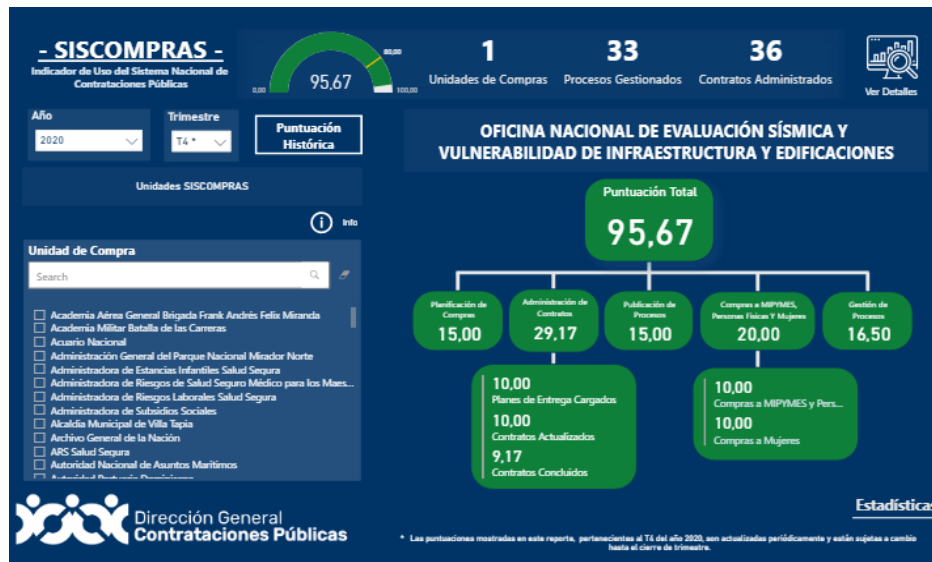 - SISCOMPRAS -
Indicador de Uso del Sistema Nacional de
Contrataciones Públicas
0,00
95,67
80,00
100,00
1
Unidades de Compras
33
Procesos Gestionados
36
Contratos Administrados
Ver Detalles
Año
2020
Trimestre
T4 *
Puntuación
Histórica
Unidades SISCOMPRAS
Info
Unidad de Compra
Search
Academia Aérea General Brigada Frank Andrés Felix Miranda
Academia Militar Batalla de las Carreras
Acuario Nacional
Administración General del Parque Nacional Mirador Norte
Administradora de Estancias Infantiles Salud Segura
Administradora de Riesgos de Salud Seguro Médico para los Maes...
Administradora de Riesgos Laborales Salud Segura
Administradora de Subsidios Sociales
Alcaldía Municipal de Villa Tapia
Archivo General de la Nación
ARS Salud Segura
Autoridad Nacional de Asuntos Marítimos
Autoridad Portuaria Dominicana
OFICINA NACIONAL DE EVALUACIÓN SÍSMICA Y
VULNERABILIDAD DE INFRAESTRUCTURA Y EDIFICACIONES
Puntuación Total
95,67
Planificación de
Compras
15,00
Administración de
Contratos
29,17
Publicación de
Procesos
15,00
Compras a MIPYMES,
Personas Físicas Y Mujeres
20,00
Gestión de
Procesos
16,50
10,00
Planes de Entrega Cargados
10,00
Contratos Actualizados
9,17
Contratos Concluidos
10,00
Compras a MIPYMES y Pers...
10,00
Compras a Mujeres
Dirección General
Contrataciones Públicas
Estadísticas
* Las puntuaciones mostradas en este reporte, pertenecientes al T4 del año 2020, son actualizadas periódicamente y están sujetas a cambio
hasta el cierre de trimestre.